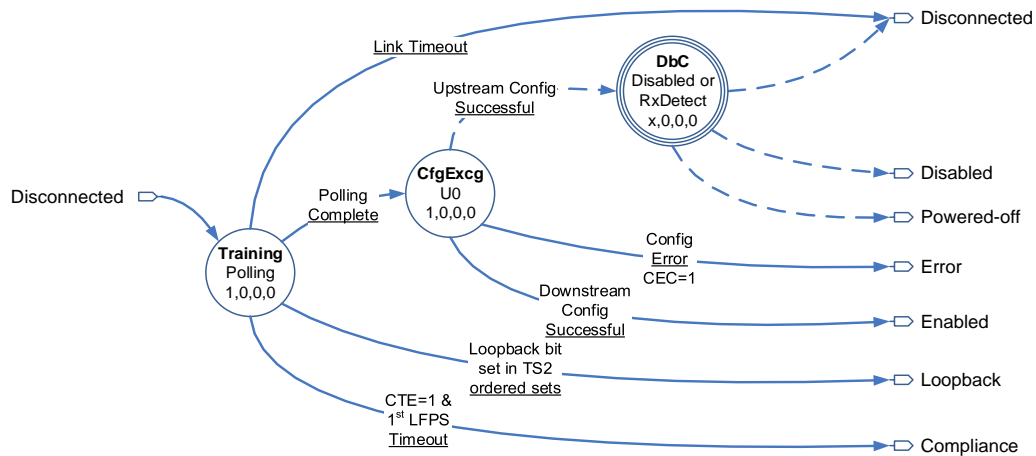 Disconnected
Link Timeout
DbC
Disabled or
RxDetect
x,0,0,0
Upstream Config
Successful
Disabled
CfgExcg
U0
1,0,0,0
Disconnected
Polling
Complete
Powered-off
Training
Polling
1,0,0,0
Config
Error
CEC=1
Error
Downstream
Config
Successful
Enabled
Loopback bit
set in TS2
ordered sets
Loopback
CTE=1 &
1st LFPS
Timeout
Compliance